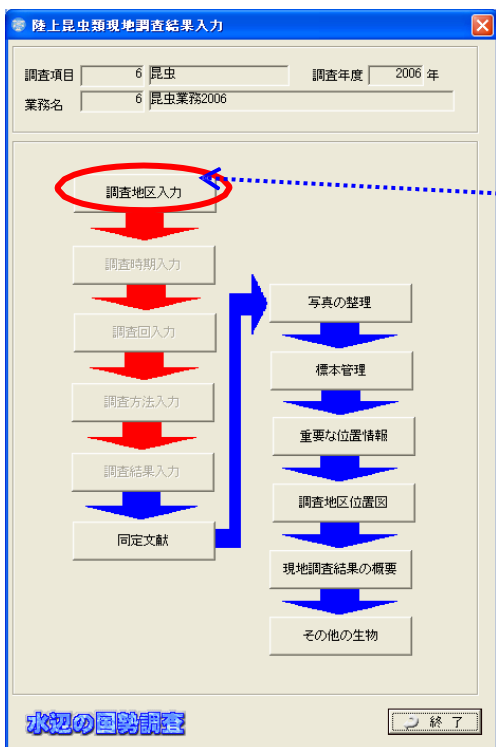 陸上昆虫類現地調査結果入力
調査項目 6 昆虫 調査年度 2006 年
業務名 6 昆虫業務2006
調査地区入力
調査時期入力
調査回入力
調査方法入力
調査結果入力
同定文献
写真の整理
標本管理
重要な位置情報
調査地区位置図
現地調査結果の概要
その他の生物
水辺の国勢調査
終 了